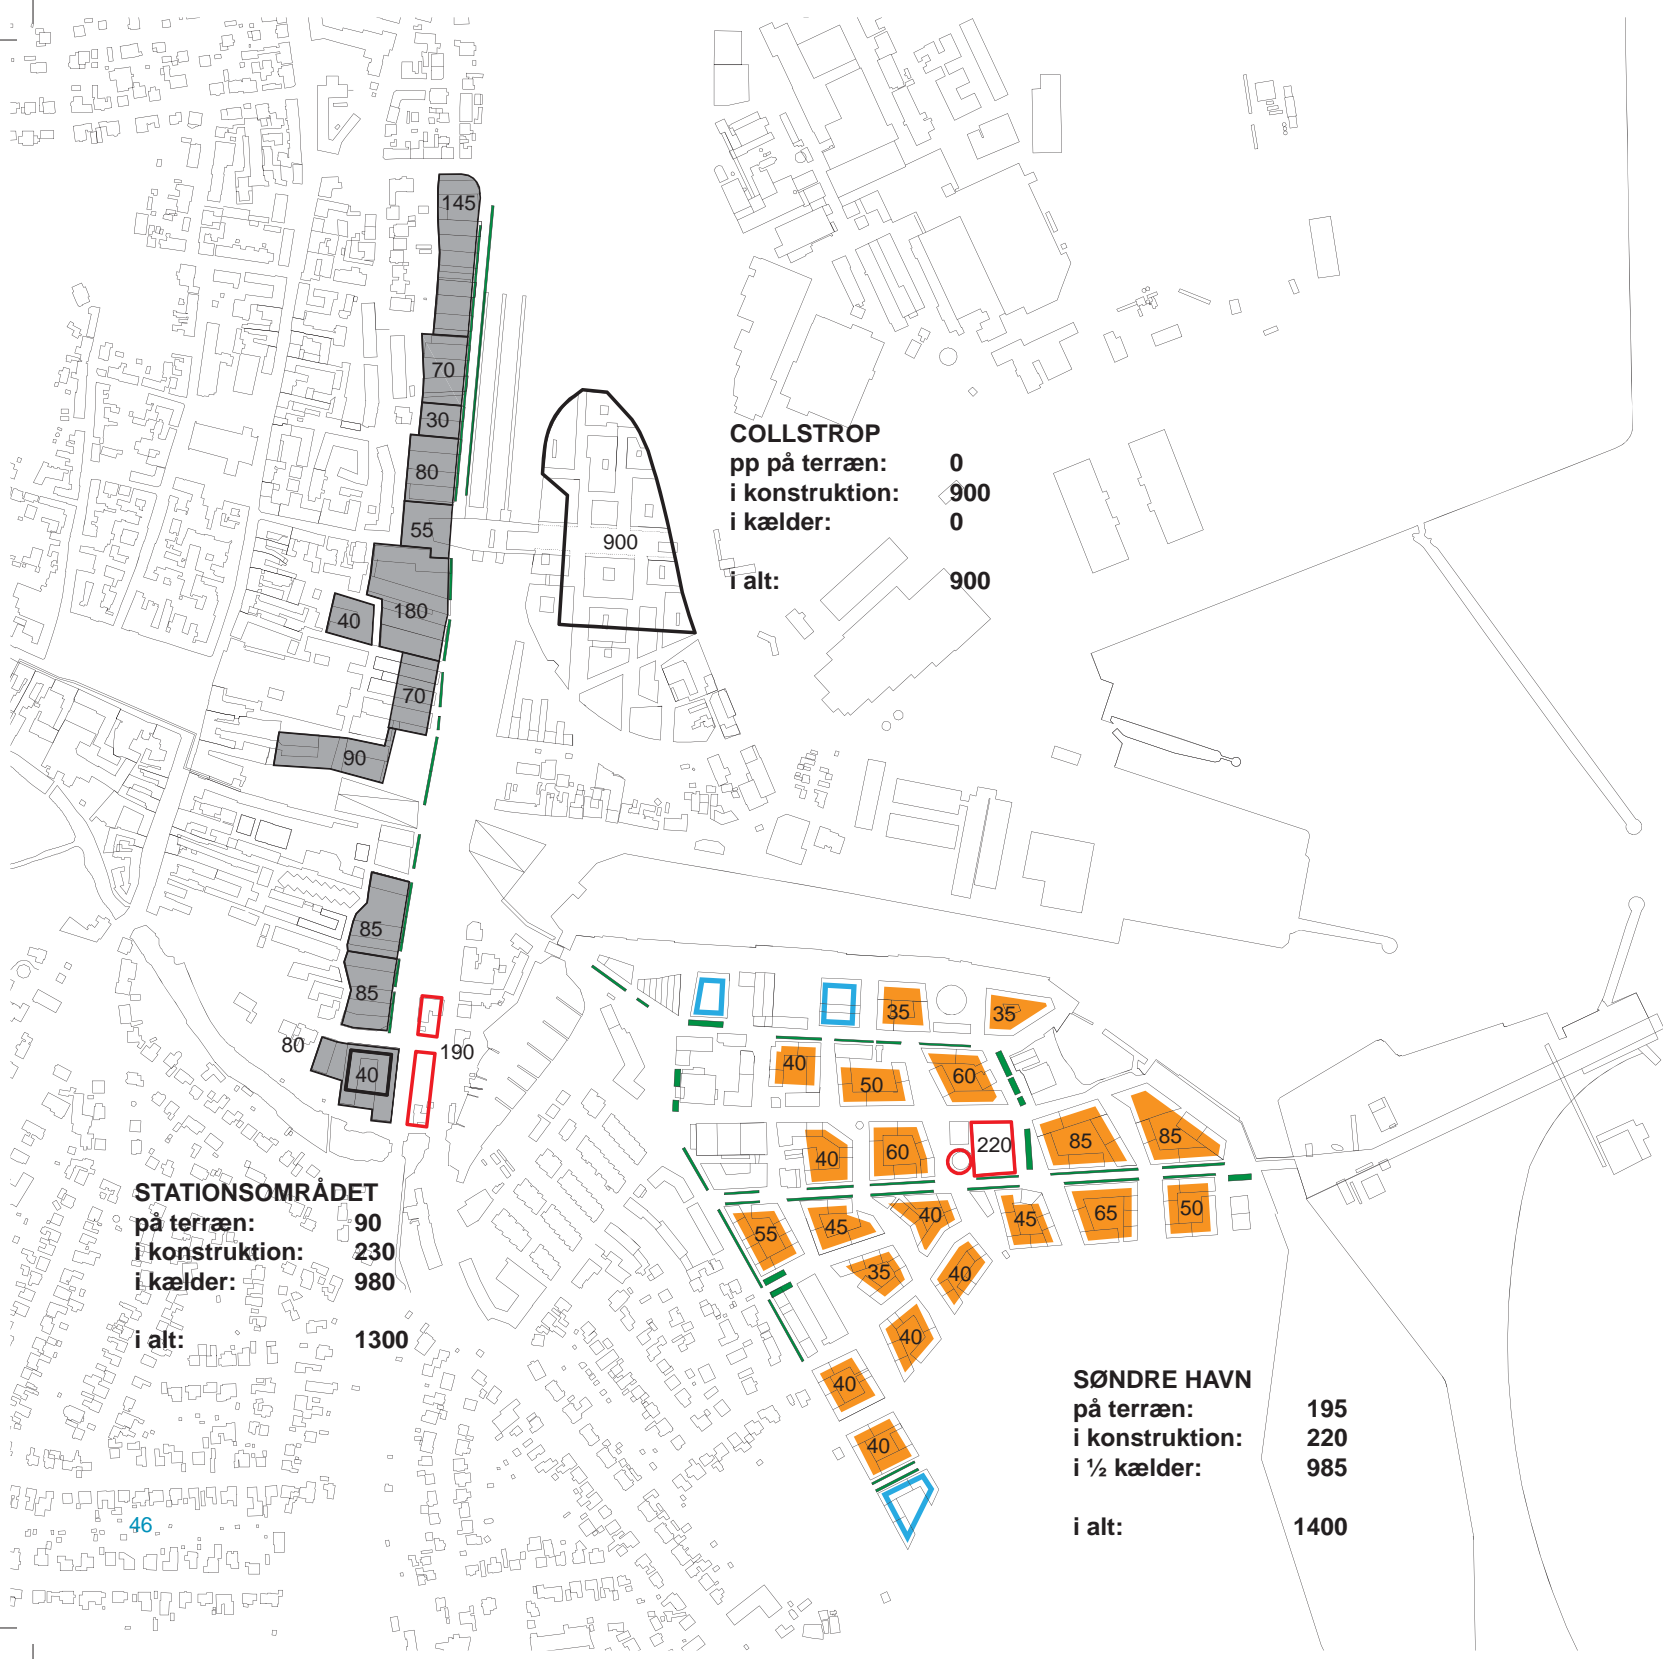 145
70
30
80
55
180
40
70
90
900
COLLSTROP
pp på terræn: 0
i konstruktion: 900
i kælder: 0
i alt: 900
85
85
80
40
190
35
35
40
50
60
40
60
220
85
85
55
45
40
45
65
50
35
40
40
40
40
STATIONSOMRÅDET
på terræn: 90
i konstruktion: 230
i kælder: 980
i alt: 1300
SØNDRE HAVN
på terræn: 195
i konstruktion: 220
i ½ kælder: 985
i alt: 1400
46